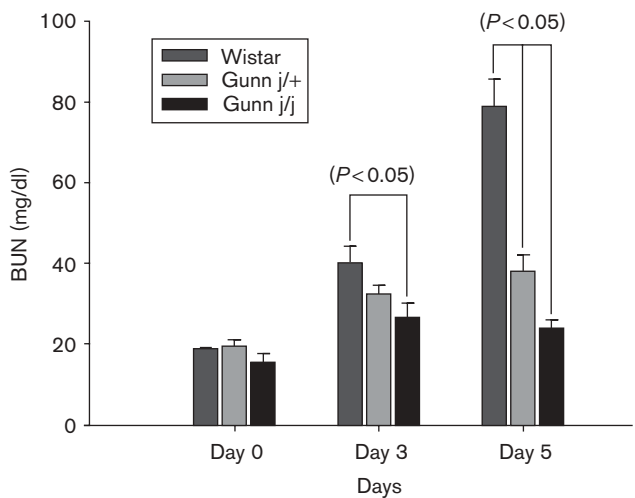 100
80
60
40
20
0
BUN (mg/dl)
Wistar
Gunn j/+
Gunn j/j
(P<0.05)
(P<0.05)
Day 0
Day 3
Day 5
Days